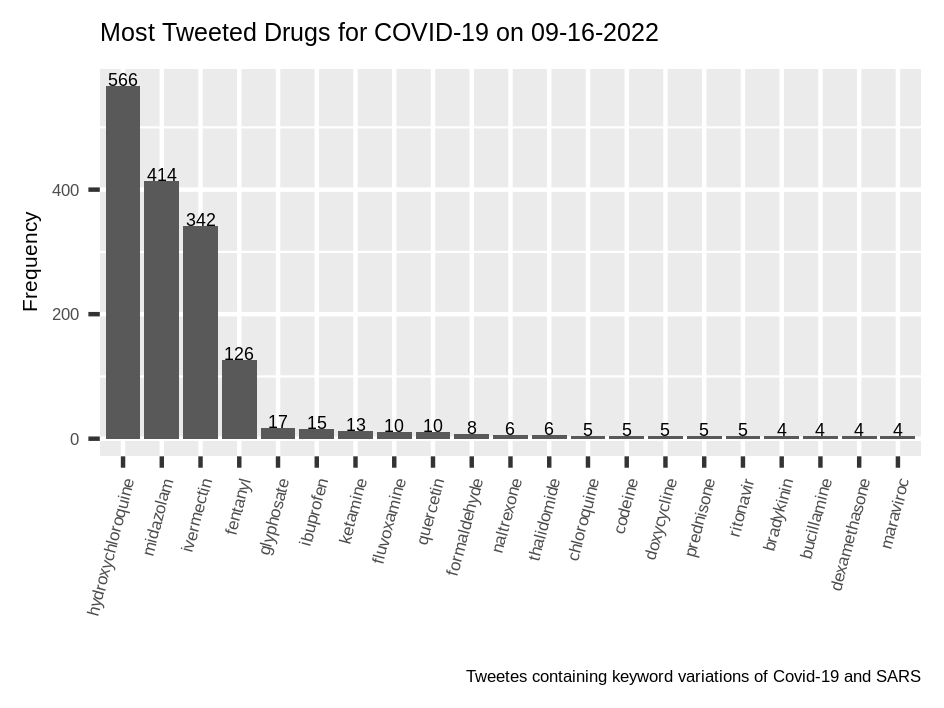 Most Tweeted Drugs for COVID-19 on 09-16-2022
Frequency
400
200
0
566
414
342
126
17
15
13
10
10
8
6
6
5
5
5
5
5
4
4
4
4
hydroxychloroquine
midazolam
ivermectin
fentanyl
glyphosate
ibuprofen
ketamine
fluvoxamine
quercetin
formaldehyde
naltrexone
thalidomide
chloroquine
codeine
doxycycline
prednisone
ritonavir
bradykinin
bucillamine
dexamethasone
maraviroc
Tweetes containing keyword variations of Covid-19 and SARS